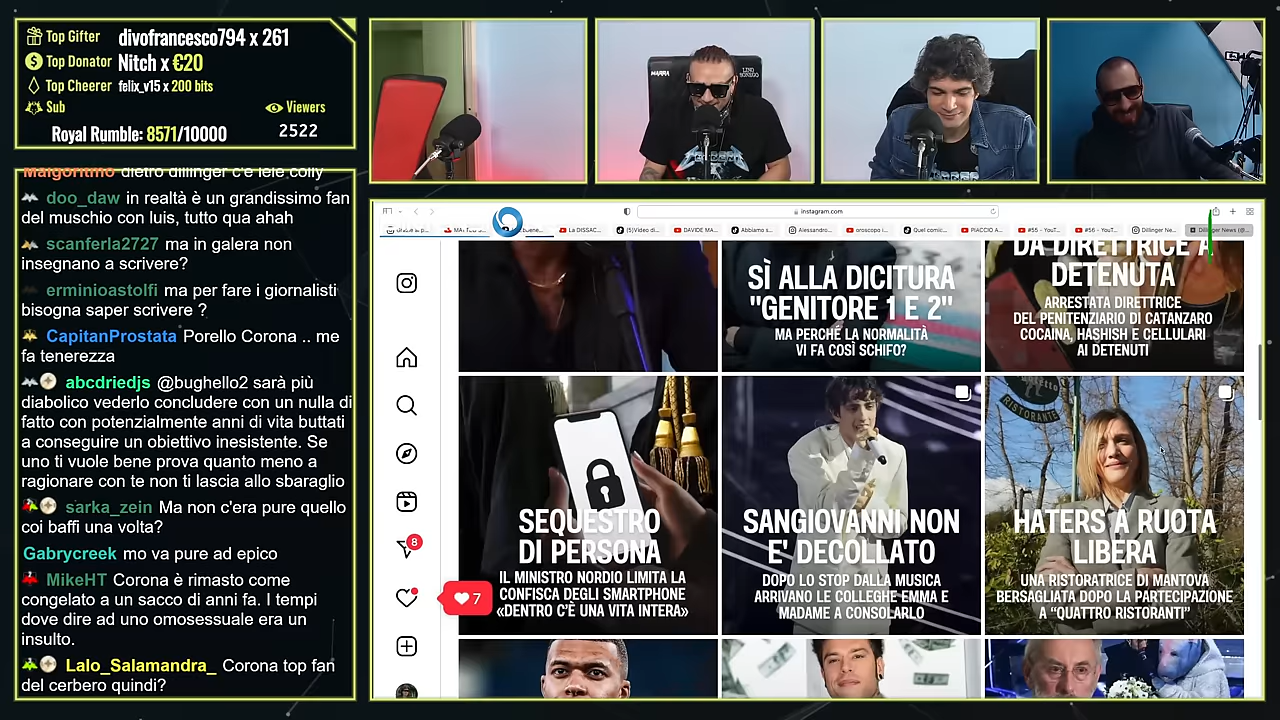 Top Gifter divofrancesco794 x 261
Top Donator Nitch x €20
Top Cheerer felix_v15 x 200 bits
Sub Viewers
Royal Rumble: 8571/10000 2522
Malgoritmo dietro dillinger c'è lele colly
doo_daw in realtà è un grandissimo fan
del muschio con luis, tutto qua ahah
scanferla2727 ma in galera non
insegnano a scrivere?
erminioastolfi ma per fare i giornalisti
bisogna saper scrivere ?
CapitanProstata Porello Corona .. me
fa tenerezza
abcdriedjs @bughello2 sarà più
diabolico vederlo concludere con un nulla di
fatto con potenzialmente anni di vita buttati
a conseguire un obiettivo inesistente. Se
uno ti vuole bene prova quanto meno a
ragionare con te non ti lascia allo sbaraglio
sarka_zein Ma non c'era pure quello
coi baffi una volta?
Gabrycreek mo va pure ad epico
MikeHT Corona è rimasto come
congelato a un sacco di anni fa. I tempi
dove dire ad uno omosessuale era un
insulto.
Lalo_Salamandra_ Corona top fan
del cerbero quindi?
MARRA
instagram.com
La DISSAC...
(5)Video di...
DAVIDE MA...
Abbiamo s...
Alessandro...
oroscopo i...
Quel comic...
PIACCIO A...
#55 - YouT...
#56 - YouT...
Dillinger Ne...
Dillinger News (@...
8
7
SÌ ALLA DICITURA
"GENITORE 1 E 2"
MA PERCHÉ LA NORMALITÀ
VI FA COSÌ SCHIFO?
DA DIRETTRICE A
DETENUTA
ARRESTATA DIRETTRICE
DEL PENITENZIARIO DI CATANZARO
COCAINA, HASHISH E CELLULARI
AI DETENUTI
SEQUESTRO
DI PERSONA
IL MINISTRO NORDIO LIMITA LA
CONFISCA DEGLI SMARTPHONE
«DENTRO C'È UNA VITA INTERA»
SANGIOVANNI NON
E' DECOLLATO
DOPO LO STOP DALLA MUSICA
ARRIVANO LE COLLEGHE EMMA E
MADAME A CONSOLARLO
RISTORANTE
HATERS A RUOTA
LIBERA
UNA RISTORATRICE DI MANTOVA
BERSAGLIATA DOPO LA PARTECIPAZIONE
A “QUATTRO RISTORANTI”